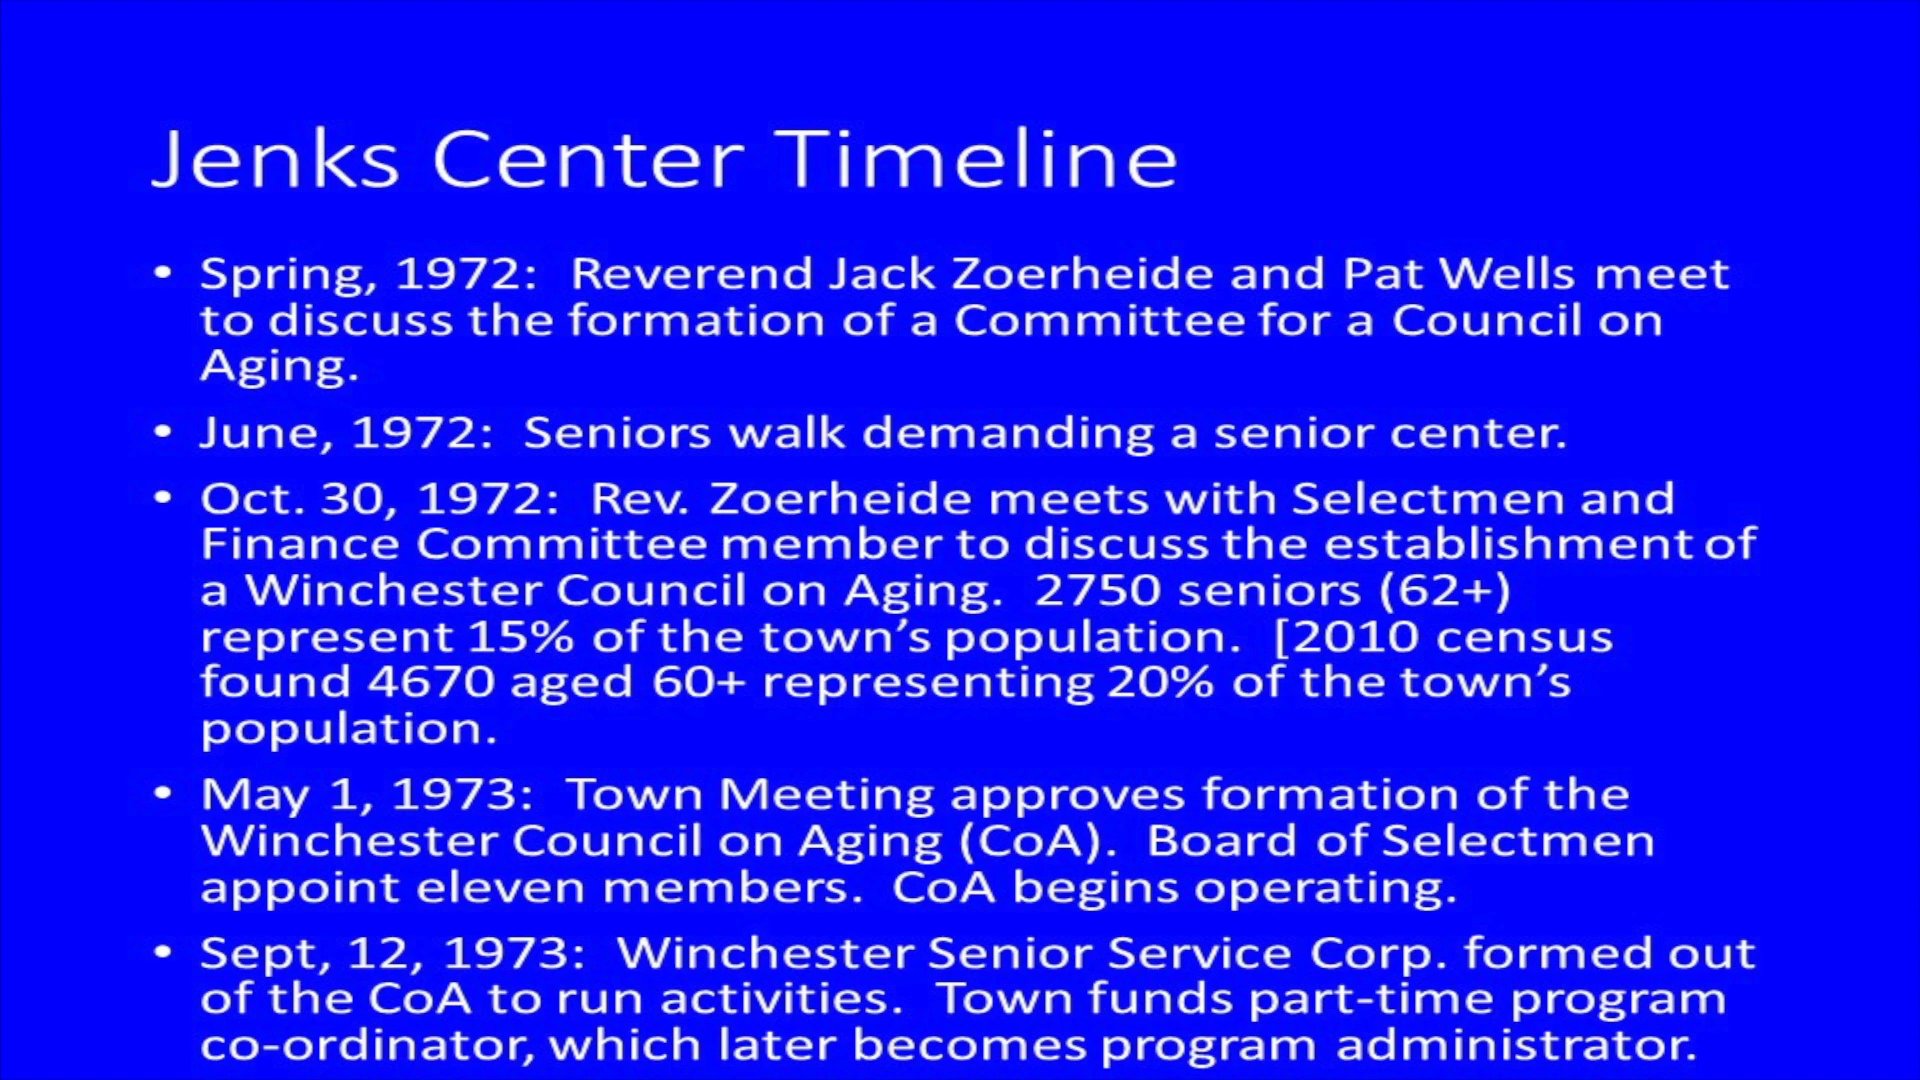 Jenks Center Timeline
• Spring, 1972:  Reverend Jack Zoerheide and Pat Wells meet
to discuss the formation of a Committee for a Council on
Aging.
• June, 1972:  Seniors walk demanding a senior center.
• Oct. 30, 1972:  Rev. Zoerheide meets with Selectmen and
Finance Committee member to discuss the establishment of
a Winchester Council on Aging.  2750 seniors (62+)
represent 15% of the town’s population.  [2010 census
found 4670 aged 60+ representing 20% of the town’s
population.
• May 1, 1973:  Town Meeting approves formation of the
Winchester Council on Aging (CoA).  Board of Selectmen
appoint eleven members.  CoA begins operating.
• Sept, 12, 1973:  Winchester Senior Service Corp. formed out
of the CoA to run activities.  Town funds part-time program
co-ordinator, which later becomes program administrator.